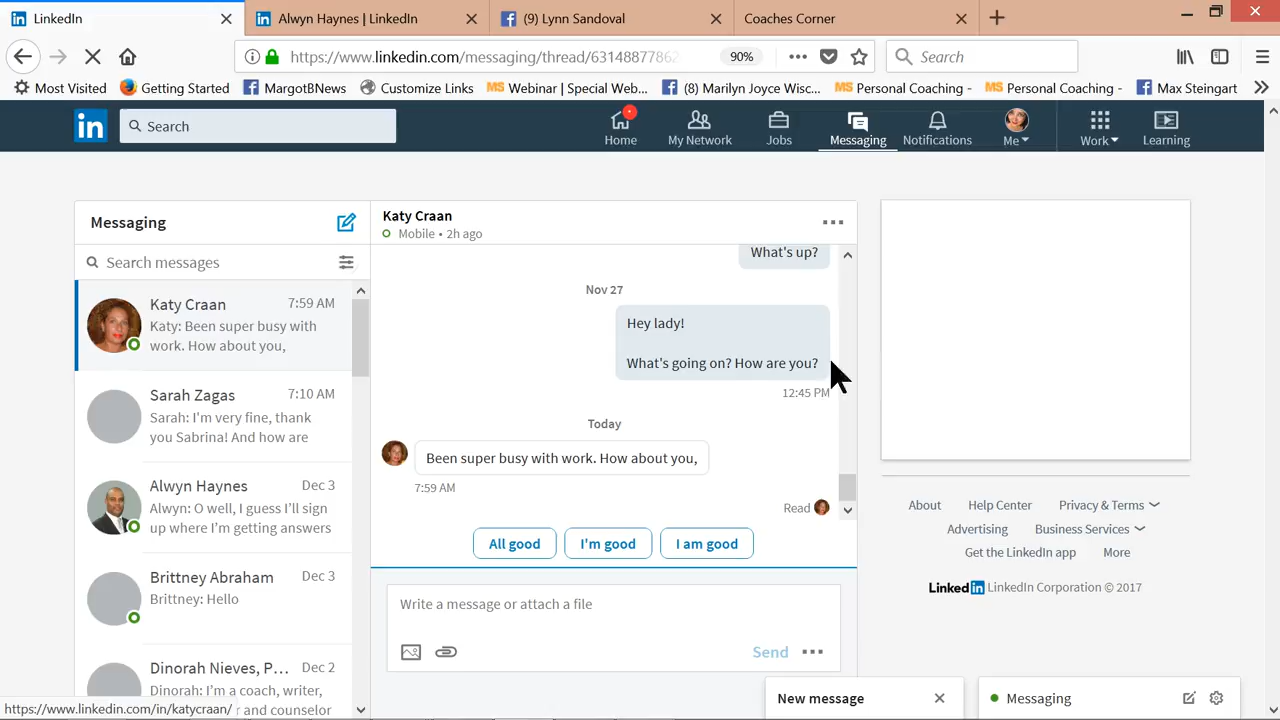 LinkedIn
Alwyn Haynes | LinkedIn
(9) Lynn Sandoval
Coaches Corner
https://www.linkedin.com/messaging/thread/6314887786
90%
Search
Most Visited
Getting Started
MargotBNews
Customize Links
Webinar | Special Web...
(8) Marilyn Joyce Wisc...
Personal Coaching -
Personal Coaching -
Max Steingart
in
Search
Home
My Network
Jobs
Messaging
Notifications
Me
Work
Learning
Messaging
Search messages
Katy Craan
7:59 AM
Katy: Been super busy with
work. How about you,
Sarah Zagas
7:10 AM
Sarah: I'm very fine, thank
you Sabrina! And how are
Alwyn Haynes
Dec 3
Alwyn: O well, I guess I'll sign
up where I'm getting answers
Brittney Abraham
Dec 3
Brittney: Hello
Dinorah Nieves, P...
Dec 2
Dinorah: I'm a coach, writer,
r and counselor
https://www.linkedin.com/in/katycraan/
Katy Craan
Mobile • 2h ago
What's up?
Nov 27
Hey lady!
What's going on? How are you?
12:45 PM
Today
Been super busy with work. How about you,
7:59 AM
Read
All good
I'm good
I am good
Write a message or attach a file
Send
About
Help Center
Privacy & Terms
Advertising
Business Services
Get the LinkedIn app
More
Linked in LinkedIn Corporation © 2017
New message
Messaging